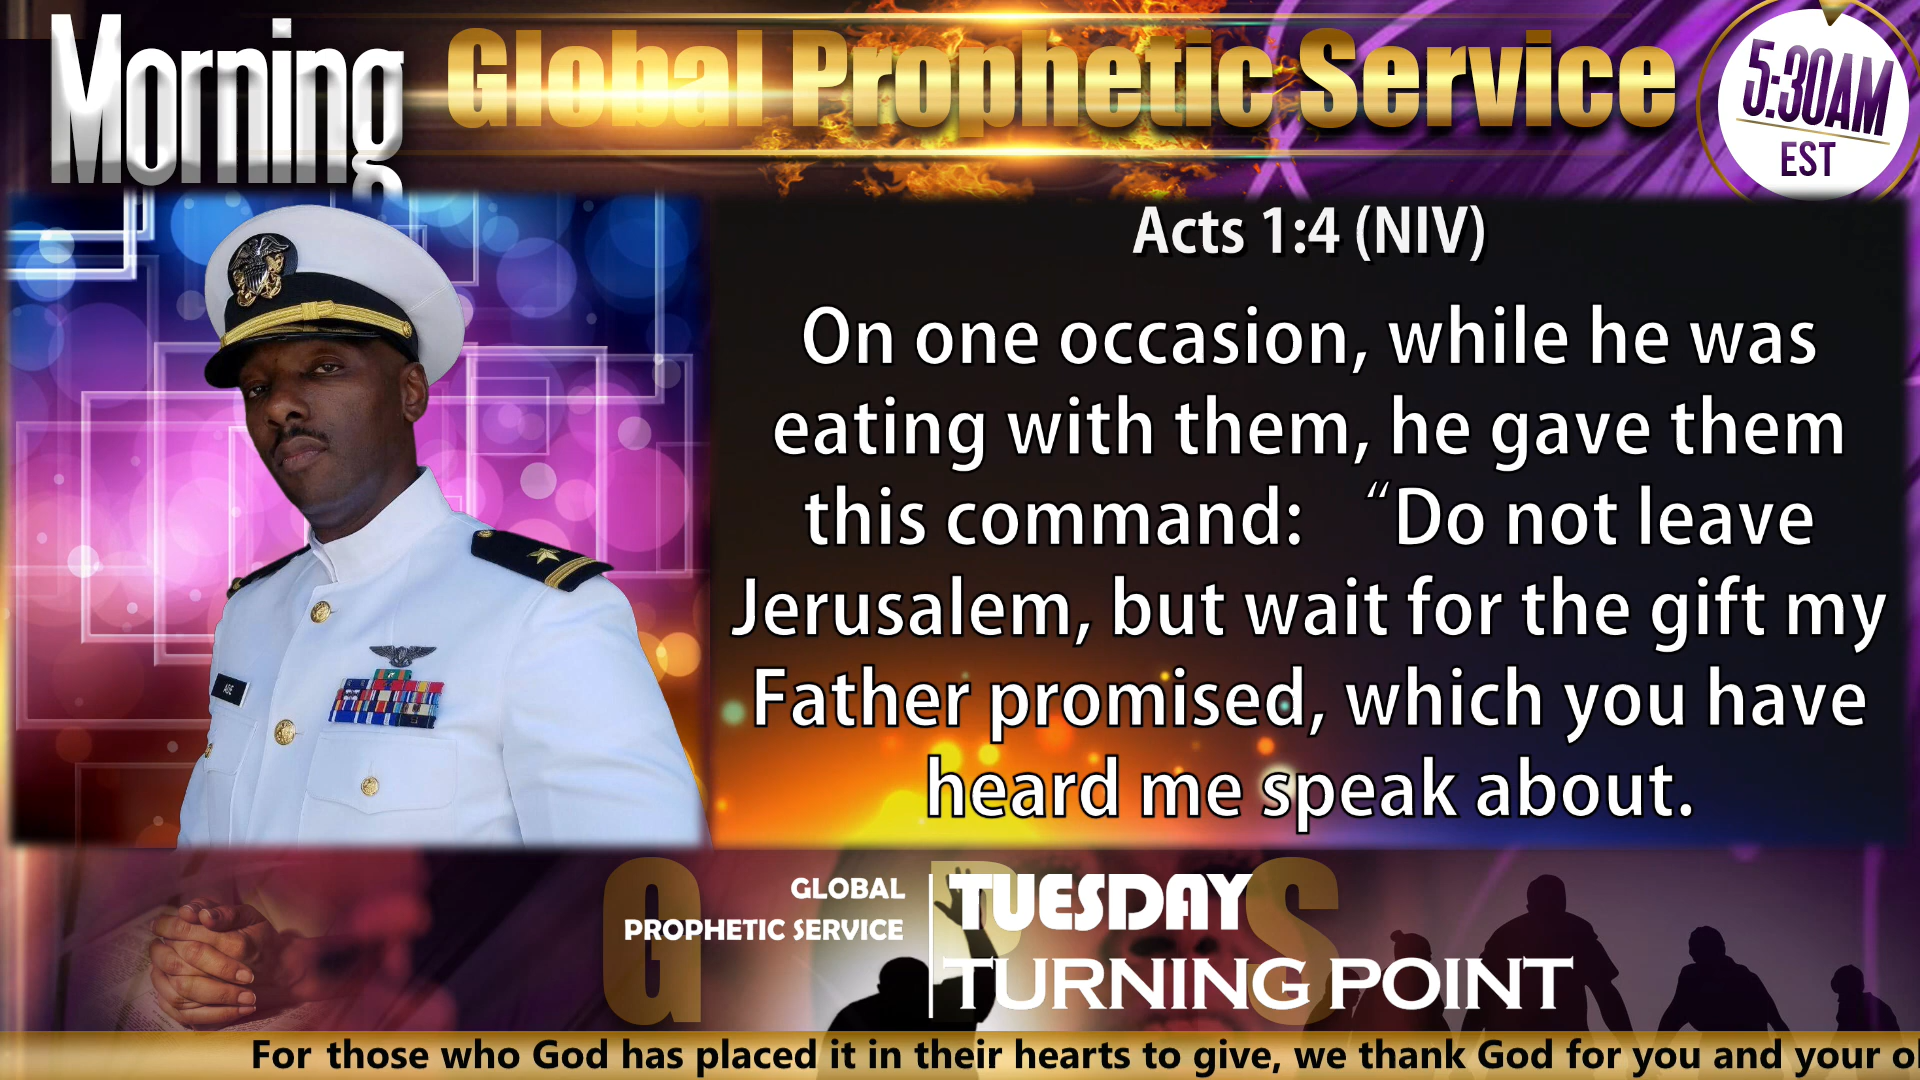 Morning
Global Prophetic Service
5:30AM
EST
Acts 1:4 (NIV)
On one occasion, while he was
eating with them, he gave them
this command: “Do not leave
Jerusalem, but wait for the gift my
Father promised, which you have
heard me speak about.
GPS
GLOBAL
PROPHETIC SERVICE
TUESDAY
TURNING POINT
For those who God has placed it in their hearts to give, we thank God for you and your